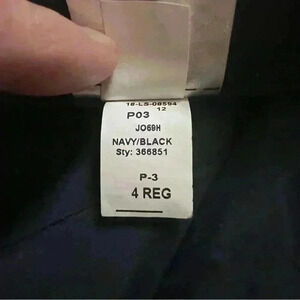 18-LS-08594
12
P03
JO69H
NAVY/BLACK
Sty: 366851
P-3
4 REG